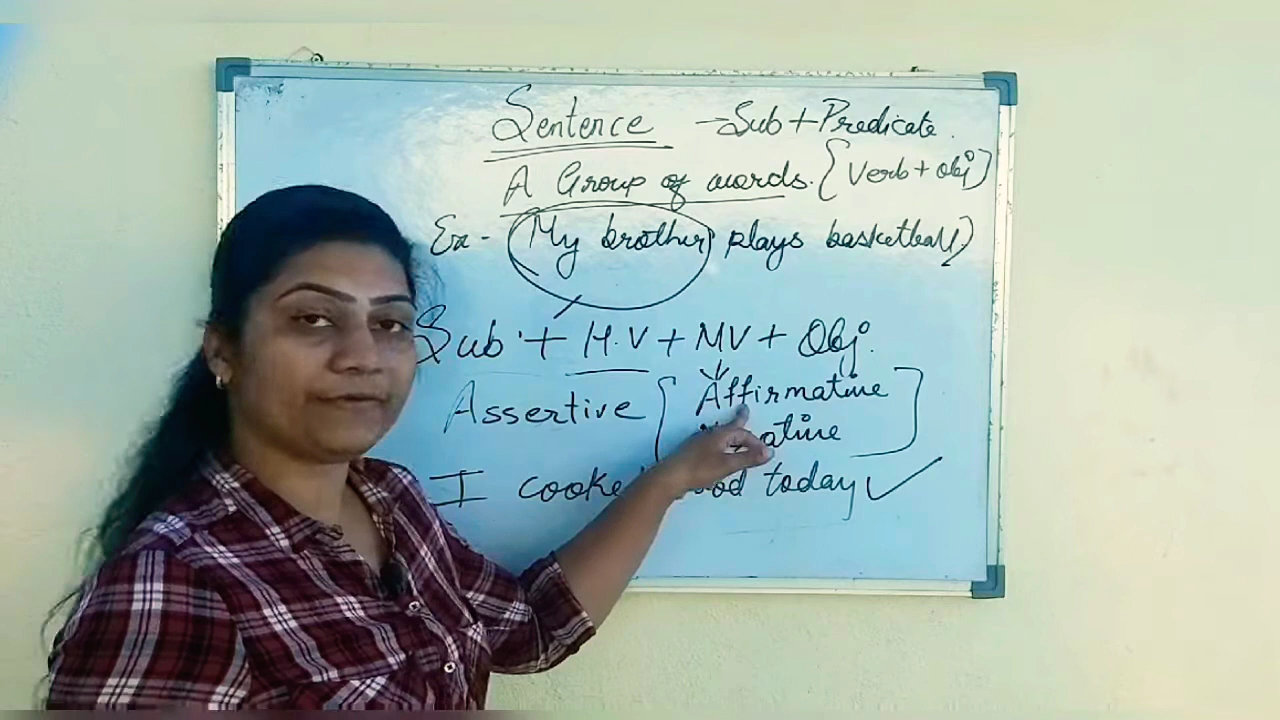 Sentence - Sub + Predicate.
A Group of words. {Verb + Obj}
Ex - My brother plays basketball)
Sub + H.V + MV + Obj.
Assertive { Affirmative
I today ✓